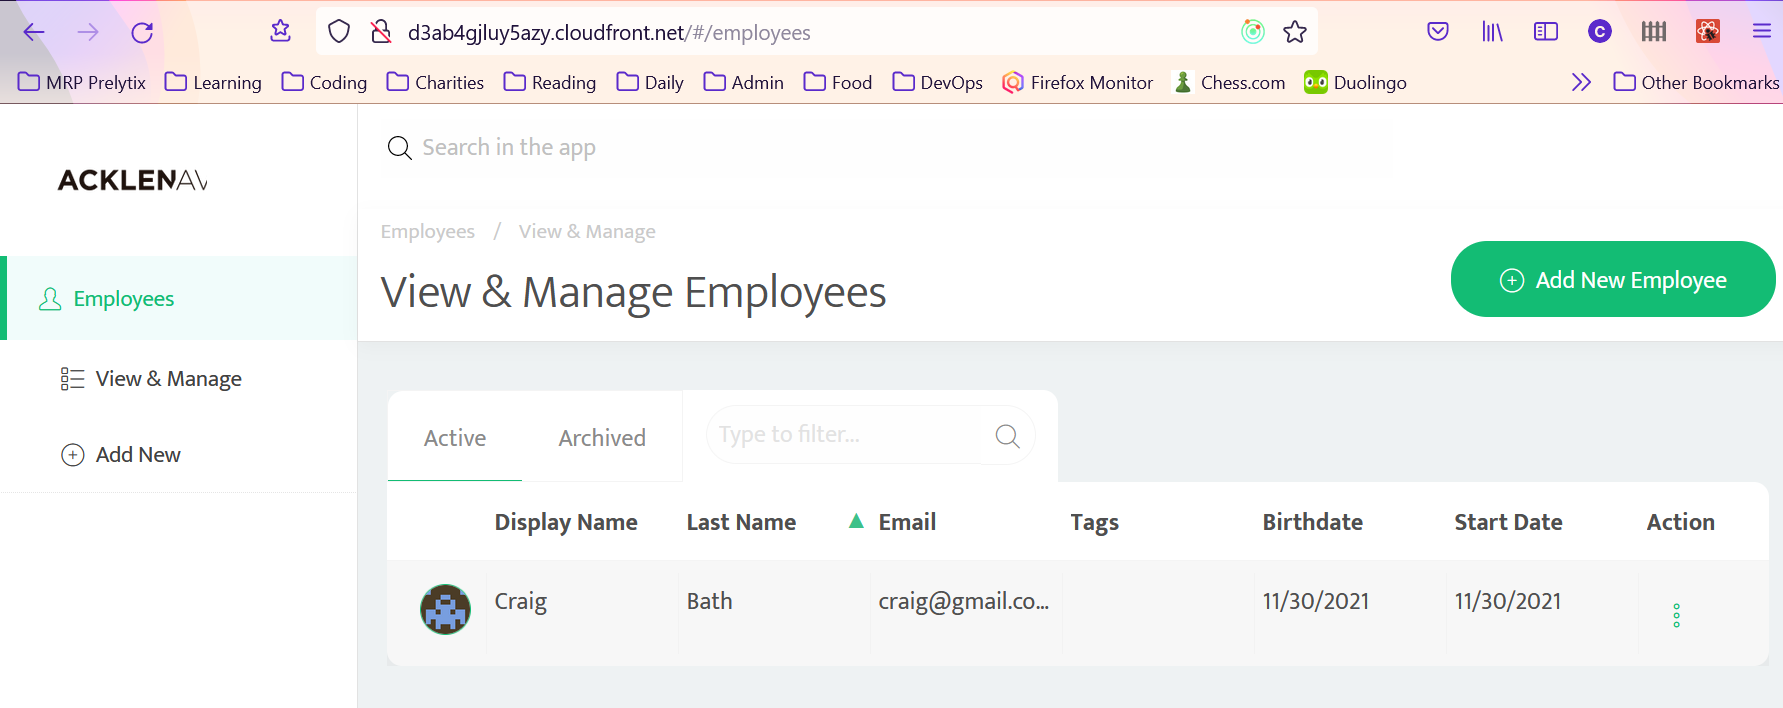 d3ab4gjluy5azy.cloudfront.net/#/employees
C
MRP Prelytix Learning Coding Charities Reading Daily Admin Food DevOps Firefox Monitor Chess.com Duolingo Other Bookmarks
Search in the app
ACKLENAV
Employees / View & Manage
View & Manage Employees
Add New Employee
Employees
View & Manage
Add New
Active Archived Type to filter...
Display Name Last Name Email Tags Birthdate Start Date Action
Craig Bath craig@gmail.co... 11/30/2021 11/30/2021